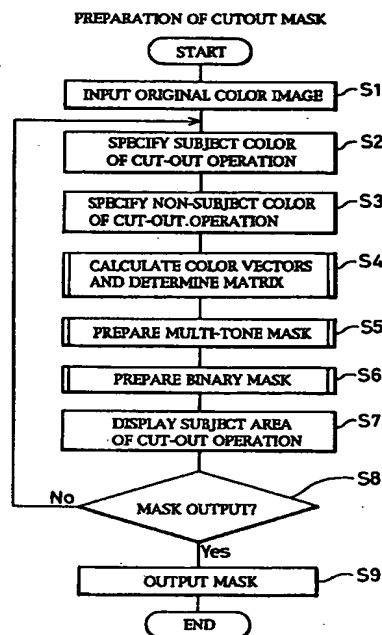 PREPARATION OF CUTOUT MASK
START
INPUT ORIGINAL COLOR IMAGE
S1
SPECIFY SUBJECT COLOR
OF CUT-OUT OPERATION
S2
SPECIFY NON-SUBJECT COLOR
OF CUT-OUT.OPERATION
S3
CALCULATE COLOR VECTORS
AND DETERMINE MATRIX
S4
PREPARE MULTI-TONE MASK
S5
PREPARE BINARY MASK
S6
DISPLAY SUBJECT AREA
OF CUT-OUT OPERATION
S7
MASK OUTPUT?
S8
No
Yes
OUTPUT MASK
S9
END